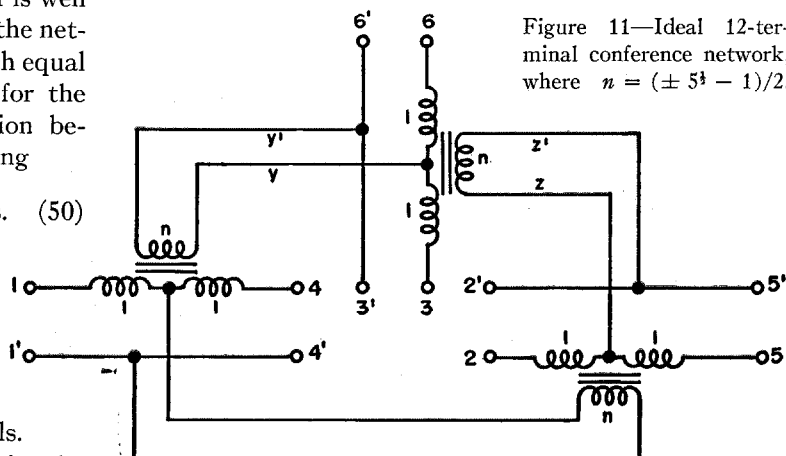 is well
the net-
h equal
for the
ion be-
ng
. (50)
ls.
Figure 11—Ideal 12-ter-
minal conference network,
where n = (± 5½ − 1)/2.
6' 6
1
y' n z'
y z
1
n
1 4 3' 3 2' 5'
1 1
1' 4' 2 1 1 5
n